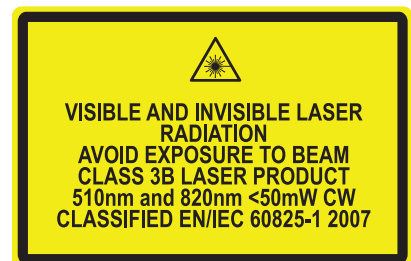 VISIBLE AND INVISIBLE LASER
RADIATION
AVOID EXPOSURE TO BEAM
CLASS 3B LASER PRODUCT
510nm and 820nm <50mW CW
CLASSIFIED EN/IEC 60825-1 2007